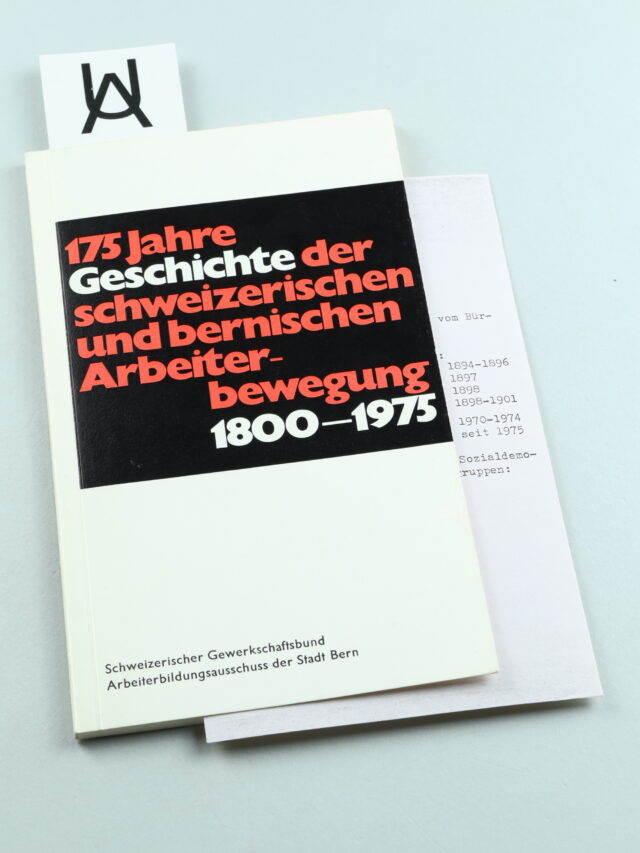 175 Jahre
Geschichte der
schweizerischen
und bernischen
Arbeiter-
bewegung
1800—1975
Schweizerischer Gewerkschaftsbund
Arbeiterbildungsausschuss der Stadt Bern
vom Bür-
:
1894-1896
1897
1898
1898-1901
1970-1974
seit 1975
Sozialdemo-
ruppen: